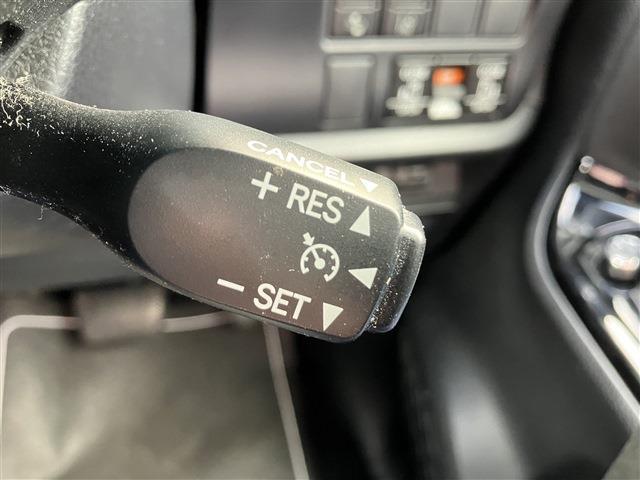 CANCEL ▼
+ RES ▲
◀
− SET ▼